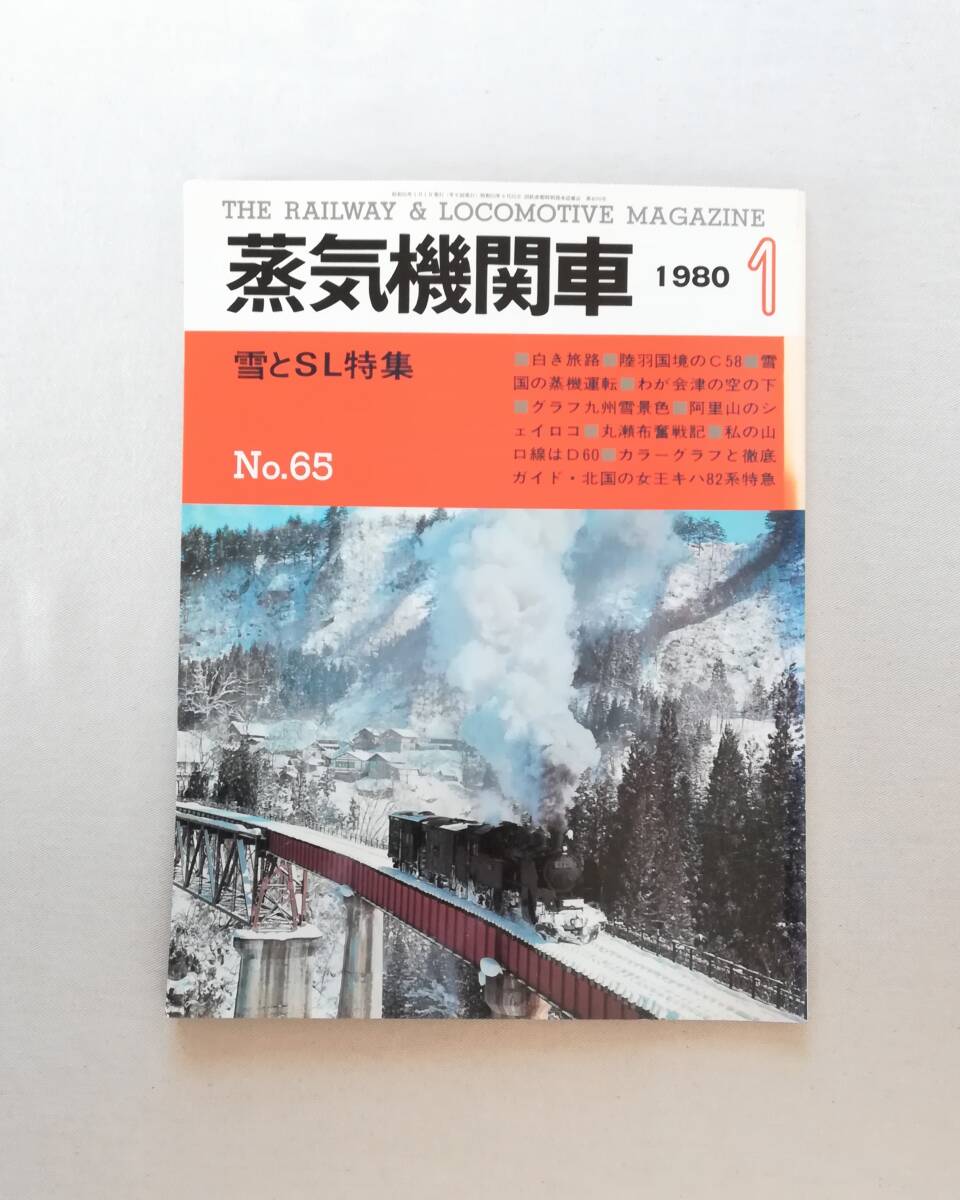 THE RAILWAY & LOCOMOTIVE MAGAZINE
蒸気機関車 1980 1
雪とSL特集
■白き旅路■陸羽国境のC58■雪
国の蒸機運転■わが会津の空の下
■グラフ九州雪景色■阿里山のシ
ェイロコ■丸瀬布奮戦記■私の山
口線はD60■カラーグラフと徹底
ガイド・北国の女王キハ82系特急
No.65